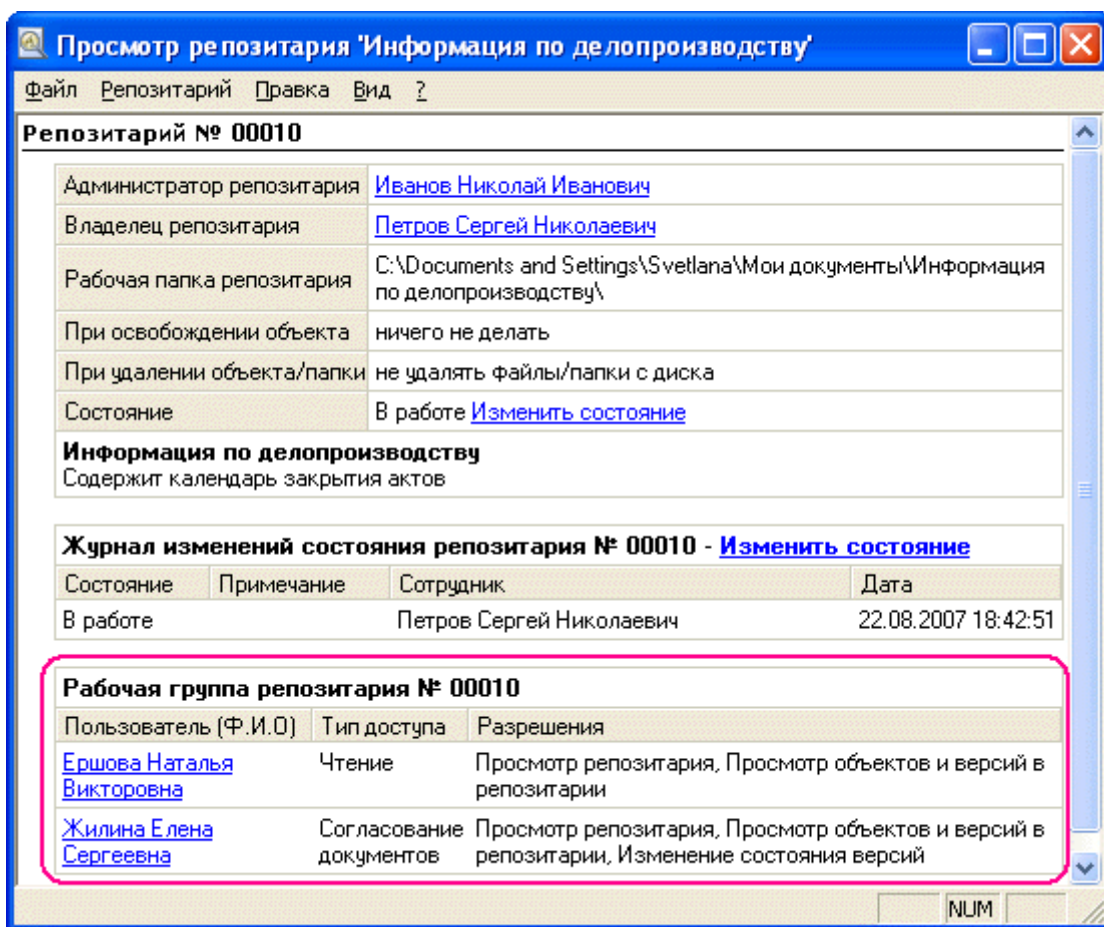 Просмотр репозитария 'Информация по делопроизводству'
Файл Репозитарий Правка Вид ?
Репозитарий № 00010
Администратор репозитария Иванов Николай Иванович
Владелец репозитария Петров Сергей Николаевич
Рабочая папка репозитария C:\Documents and Settings\Svetlana\Мои документы\Информация
по делопроизводству\
При освобождении объекта ничего не делать
При удалении объекта/папки не удалять файлы/папки с диска
Состояние В работе Изменить состояние
Информация по делопроизводству
Содержит календарь закрытия актов
Журнал изменений состояния репозитария № 00010 - Изменить состояние
Состояние Примечание Сотрудник Дата
В работе Петров Сергей Николаевич 22.08.2007 18:42:51
Рабочая группа репозитария № 00010
Пользователь (Ф.И.О) Тип доступа Разрешения
Ершова Наталья Чтение Просмотр репозитария, Просмотр объектов и версий в
Викторовна репозитарии
Жилина Елена Согласование Просмотр репозитария, Просмотр объектов и версий в
Сергеевна документов репозитарии, Изменение состояния версий
NUM